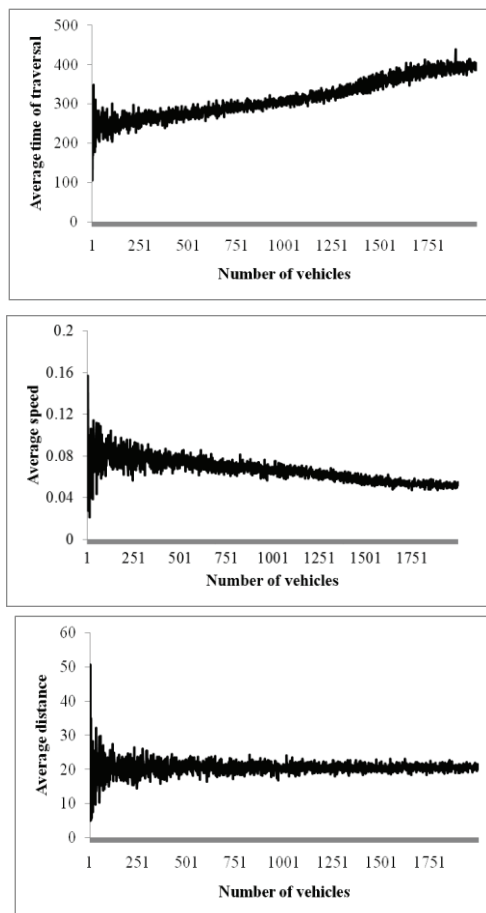 500
400
300
200
100
0
Average time of traversal
1 251 501 751 1001 1251 1501 1751
Number of vehicles
0.2
0.16
0.12
0.08
0.04
0
Average speed
1 251 501 751 1001 1251 1501 1751
Number of vehicles
60
50
40
30
20
10
0
Average distance
1 251 501 751 1001 1251 1501 1751
Number of vehicles